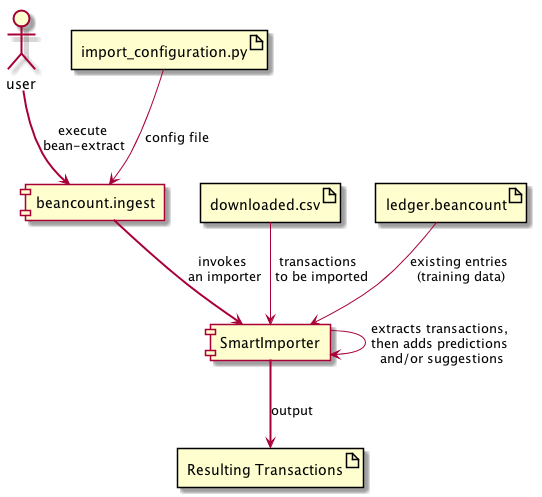 import_configuration.py
user
execute
bean-extract
config file
beancount.ingest
downloaded.csv
ledger.beancount
invokes
an importer
transactions
to be imported
existing entries
(training data)
SmartImporter
extracts transactions,
then adds predictions
and/or suggestions
output
Resulting Transactions